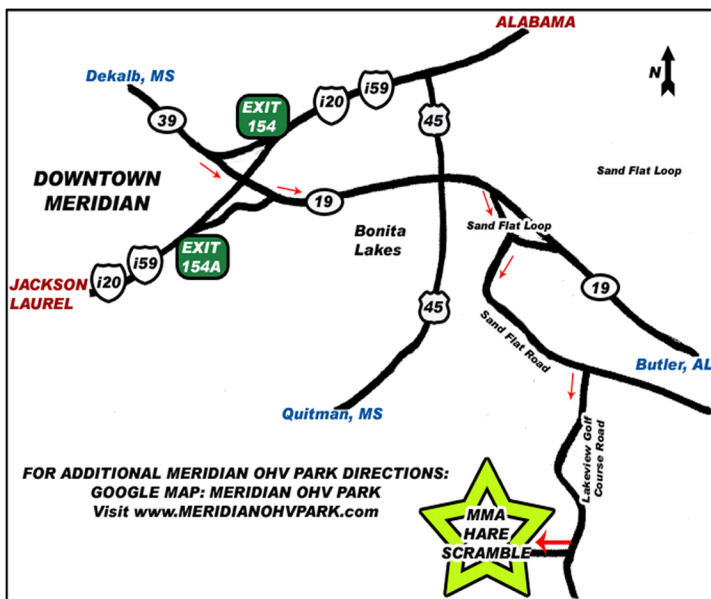 ALABAMA
Dekalb, MS
i59
i20
EXIT
154
39
45
N
DOWNTOWN
MERIDIAN
Sand Flat Loop
19
Bonita
Lakes
Sand Flat Loop
EXIT
154A
i59
i20
JACKSON
LAUREL
19
45
Sand Flat Road
Butler, AL
Quitman, MS
Lakeview Golf
Course Road
FOR ADDITIONAL MERIDIAN OHV PARK DIRECTIONS:
GOOGLE MAP: MERIDIAN OHV PARK
Visit www.MERIDIANOHVPARK.com
MMA
HARE
SCRAMBLE